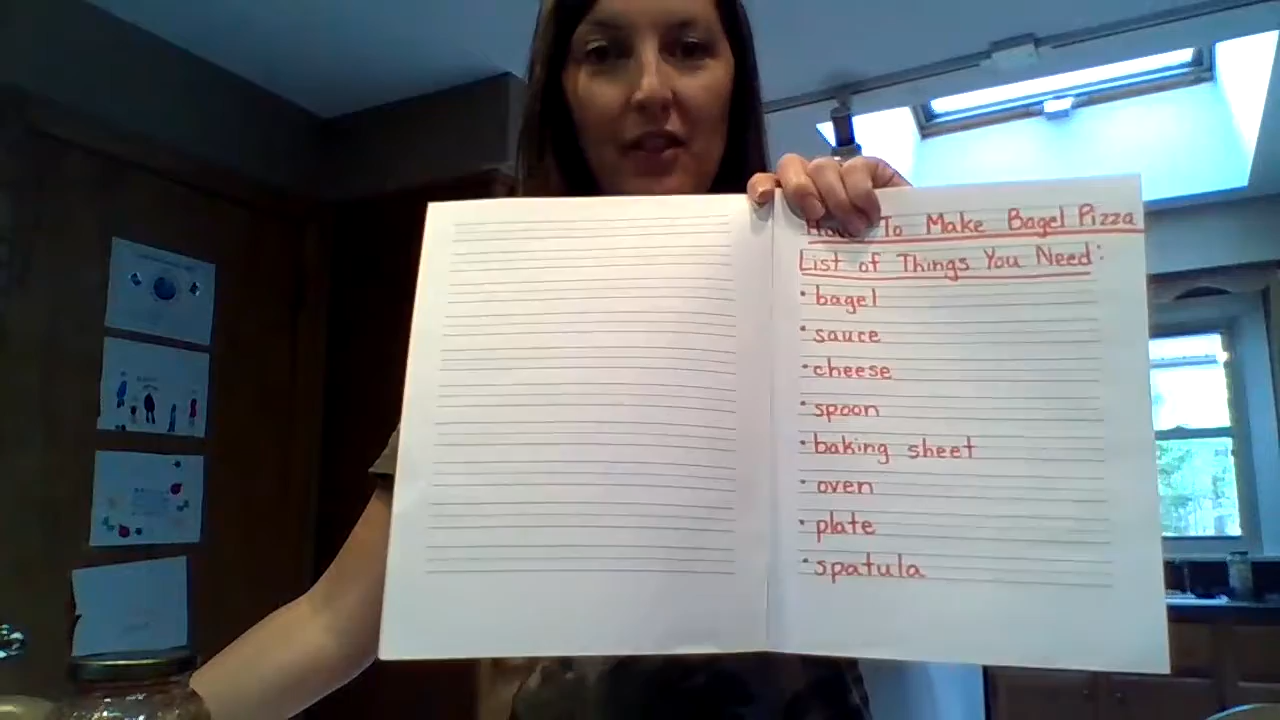 To Make Bagel Pizza
List of Things You Need:
• bagel
• sauce
• cheese
• spoon
• baking sheet
• oven
• plate
• spatula